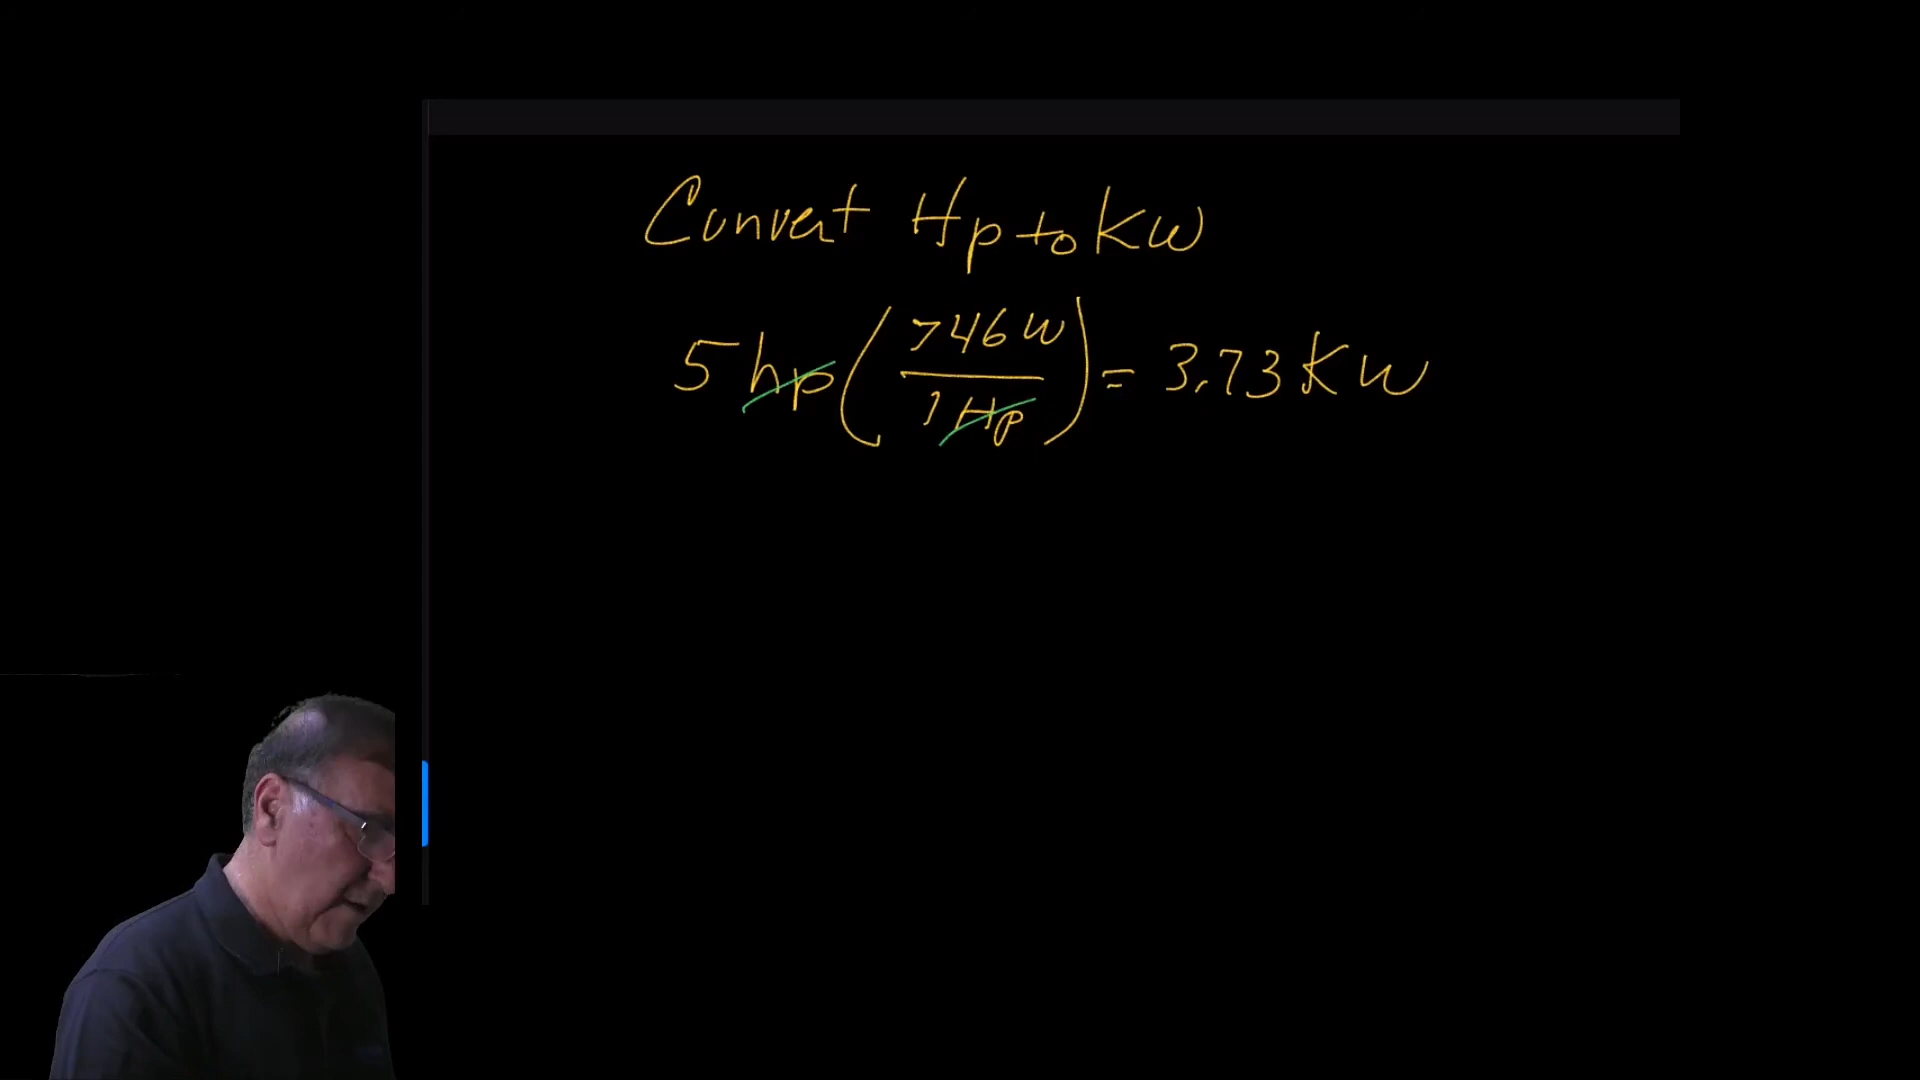 Convert Hp to KW
5 hp (746 W / 1 Hp) = 3.73 KW